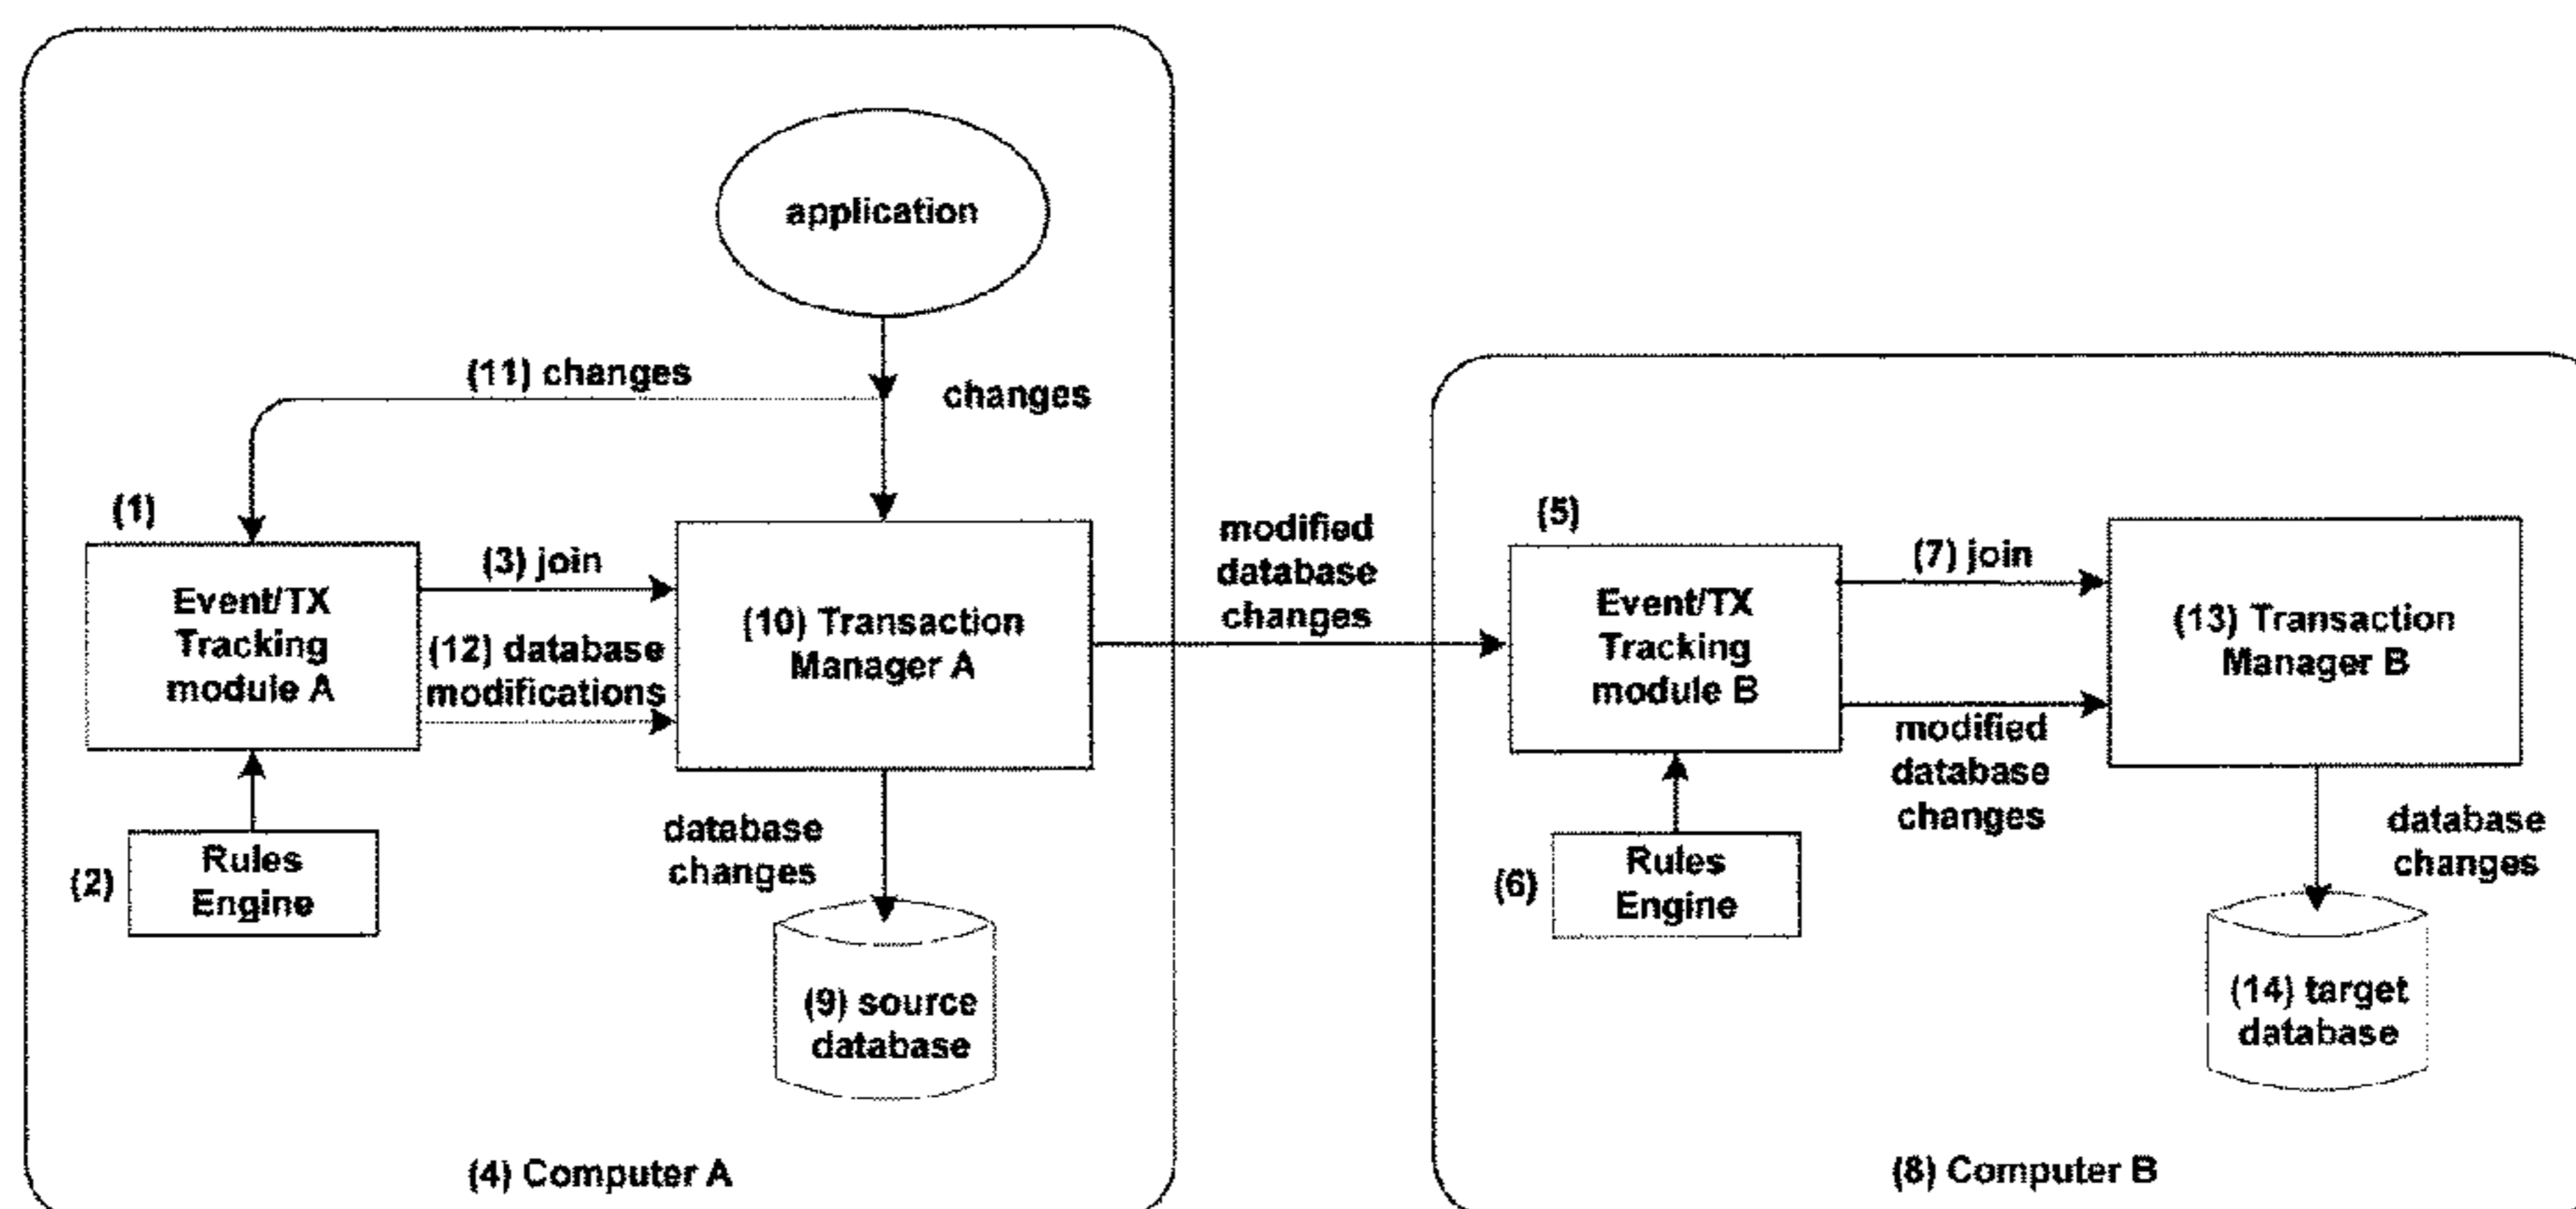 application
(11) changes
changes
(1)
Event/TX
Tracking
module A
(3) join
(12) database
modifications
(10) Transaction
Manager A
(2)
Rules
Engine
database
changes
(9) source
database
(4) Computer A
modified
database
changes
(5)
Event/TX
Tracking
module B
(7) join
modified
database
changes
(13) Transaction
Manager B
(6)
Rules
Engine
database
changes
(14) target
database
(8) Computer B